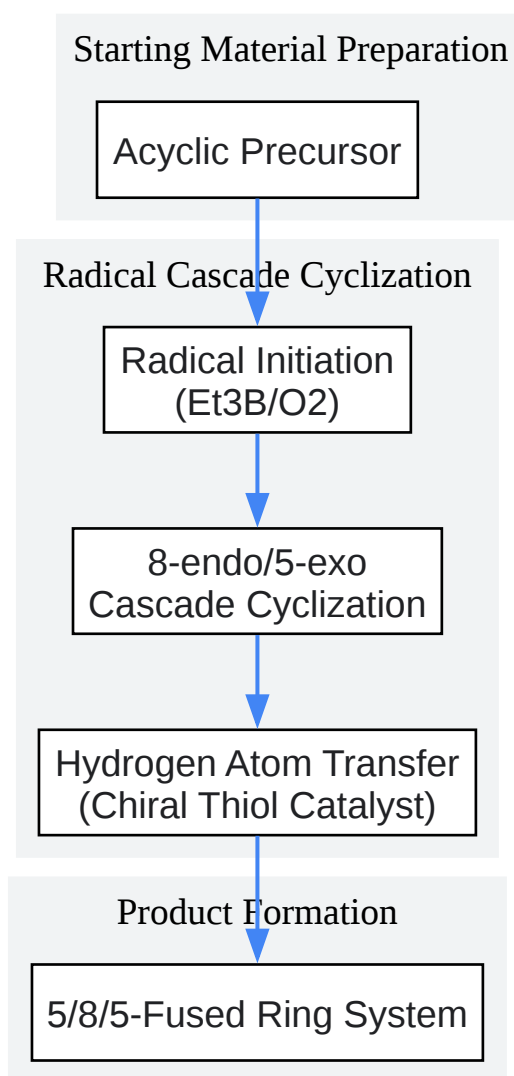 Starting Material Preparation
Acyclic Precursor
Radical Cascade Cyclization
Radical Initiation
(Et3B/O2)
8-endo/5-exo
Cascade Cyclization
Hydrogen Atom Transfer
(Chiral Thiol Catalyst)
Product Formation
5/8/5-Fused Ring System